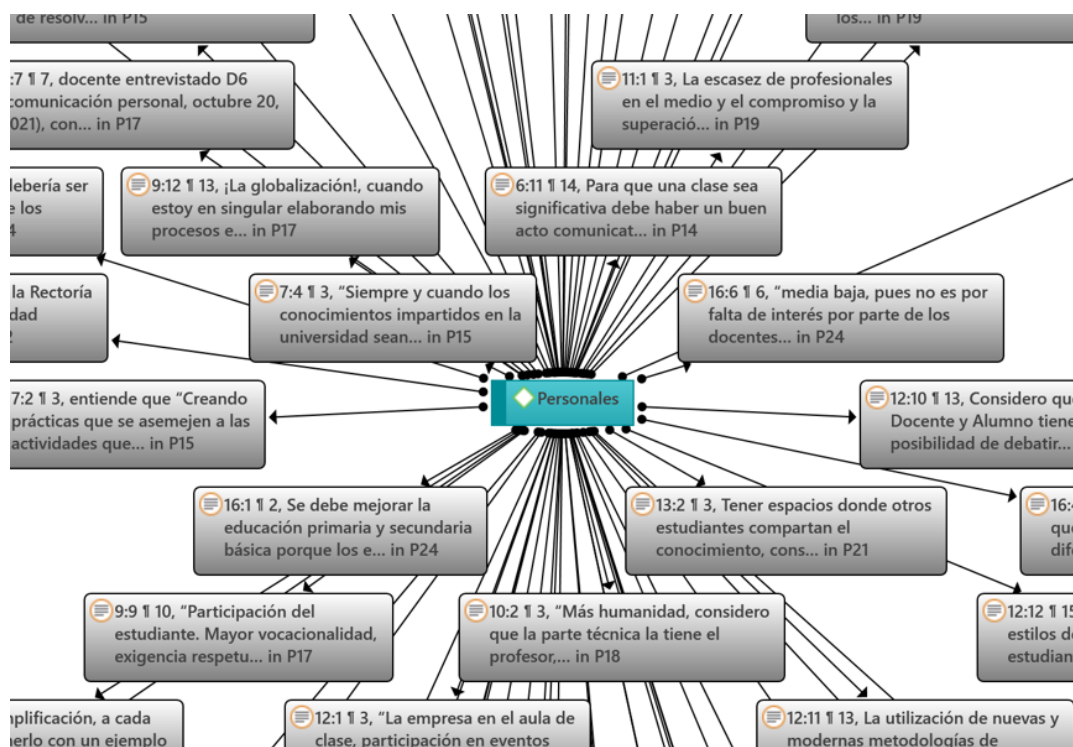 de resolv... in P15
los... in P19
:7 ¶ 7, docente entrevistado D6
comunicación personal, octubre 20,
021), con... in P17
11:1 ¶ 3, La escasez de profesionales
en el medio y el compromiso y la
superació... in P19
debería ser
e los
4
9:12 ¶ 13, ¡La globalización!, cuando
estoy en singular elaborando mis
procesos e... in P17
6:11 ¶ 14, Para que una clase sea
significativa debe haber un buen
acto comunicat... in P14
la Rectoría
dad
7:4 ¶ 3, “Siempre y cuando los
conocimientos impartidos en la
universidad sean... in P15
16:6 ¶ 6, “media baja, pues no es por
falta de interés por parte de los
docentes... in P24
7:2 ¶ 3, entiende que “Creando
prácticas que se asemejen a las
actividades que... in P15
Personales
12:10 ¶ 13, Considero que
Docente y Alumno tiene
posibilidad de debatir...
16:1 ¶ 2, Se debe mejorar la
educación primaria y secundaria
básica porque los e... in P24
13:2 ¶ 3, Tener espacios donde otros
estudiantes compartan el
conocimiento, cons... in P21
16:4
que
dife
9:9 ¶ 10, “Participación del
estudiante. Mayor vocacionalidad,
exigencia respetu... in P17
10:2 ¶ 3, “Más humanidad, considero
que la parte técnica la tiene el
profesor,... in P18
12:12 ¶ 15
estilos de
estudian
nplificación, a cada
nerlo con un ejemplo
12:1 ¶ 3, “La empresa en el aula de
clase, participación en eventos
12:11 ¶ 13, La utilización de nuevas y
modernas metodologías de